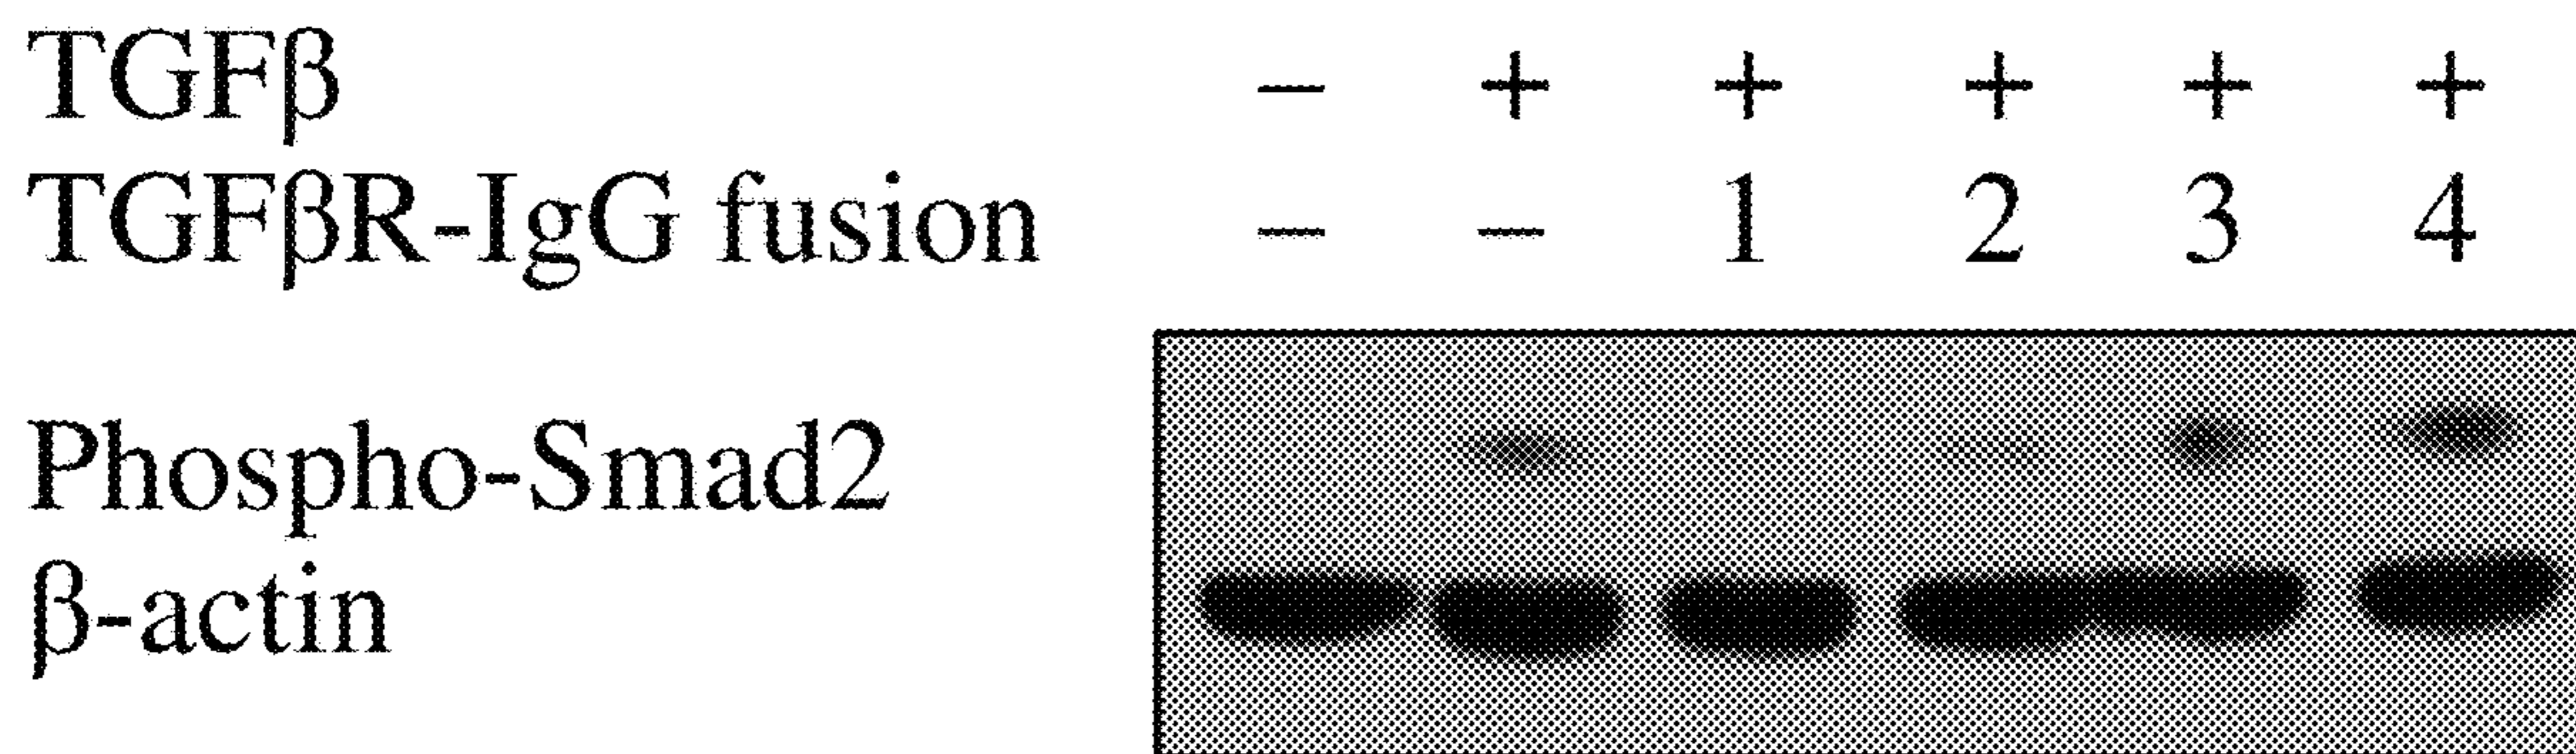 TGFβ – + + + + +
TGFβR-IgG fusion – – 1 2 3 4
Phospho-Smad2
β-actin